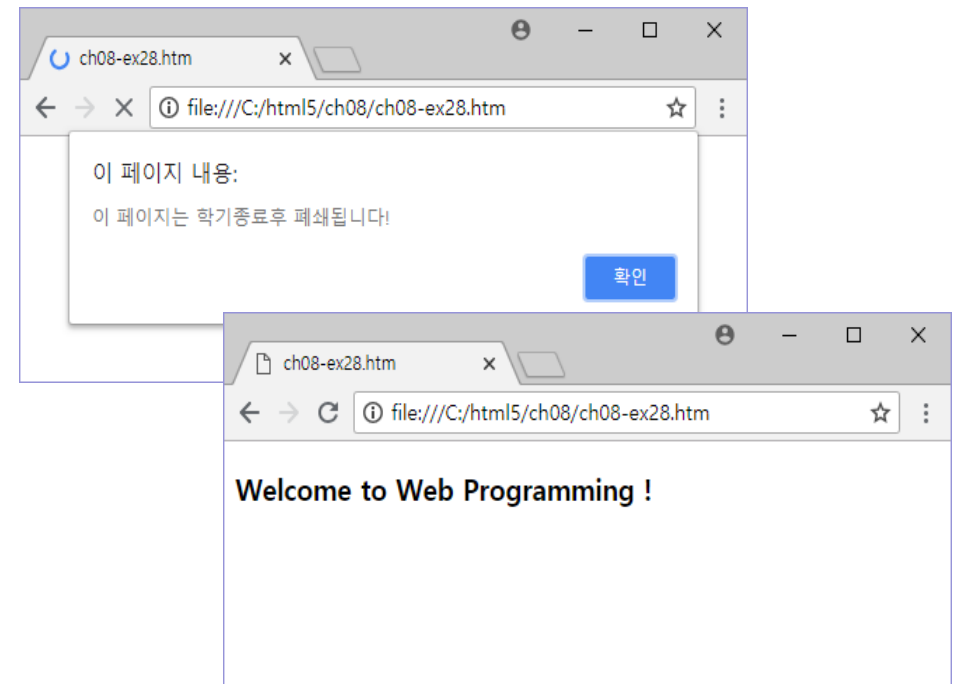 ch08-ex28.htm
file:///C:/html5/ch08/ch08-ex28.htm
이 페이지 내용:
이 페이지는 학기종료후 폐쇄됩니다!
확인
ch08-ex28.htm
file:///C:/html5/ch08/ch08-ex28.htm
Welcome to Web Programming !